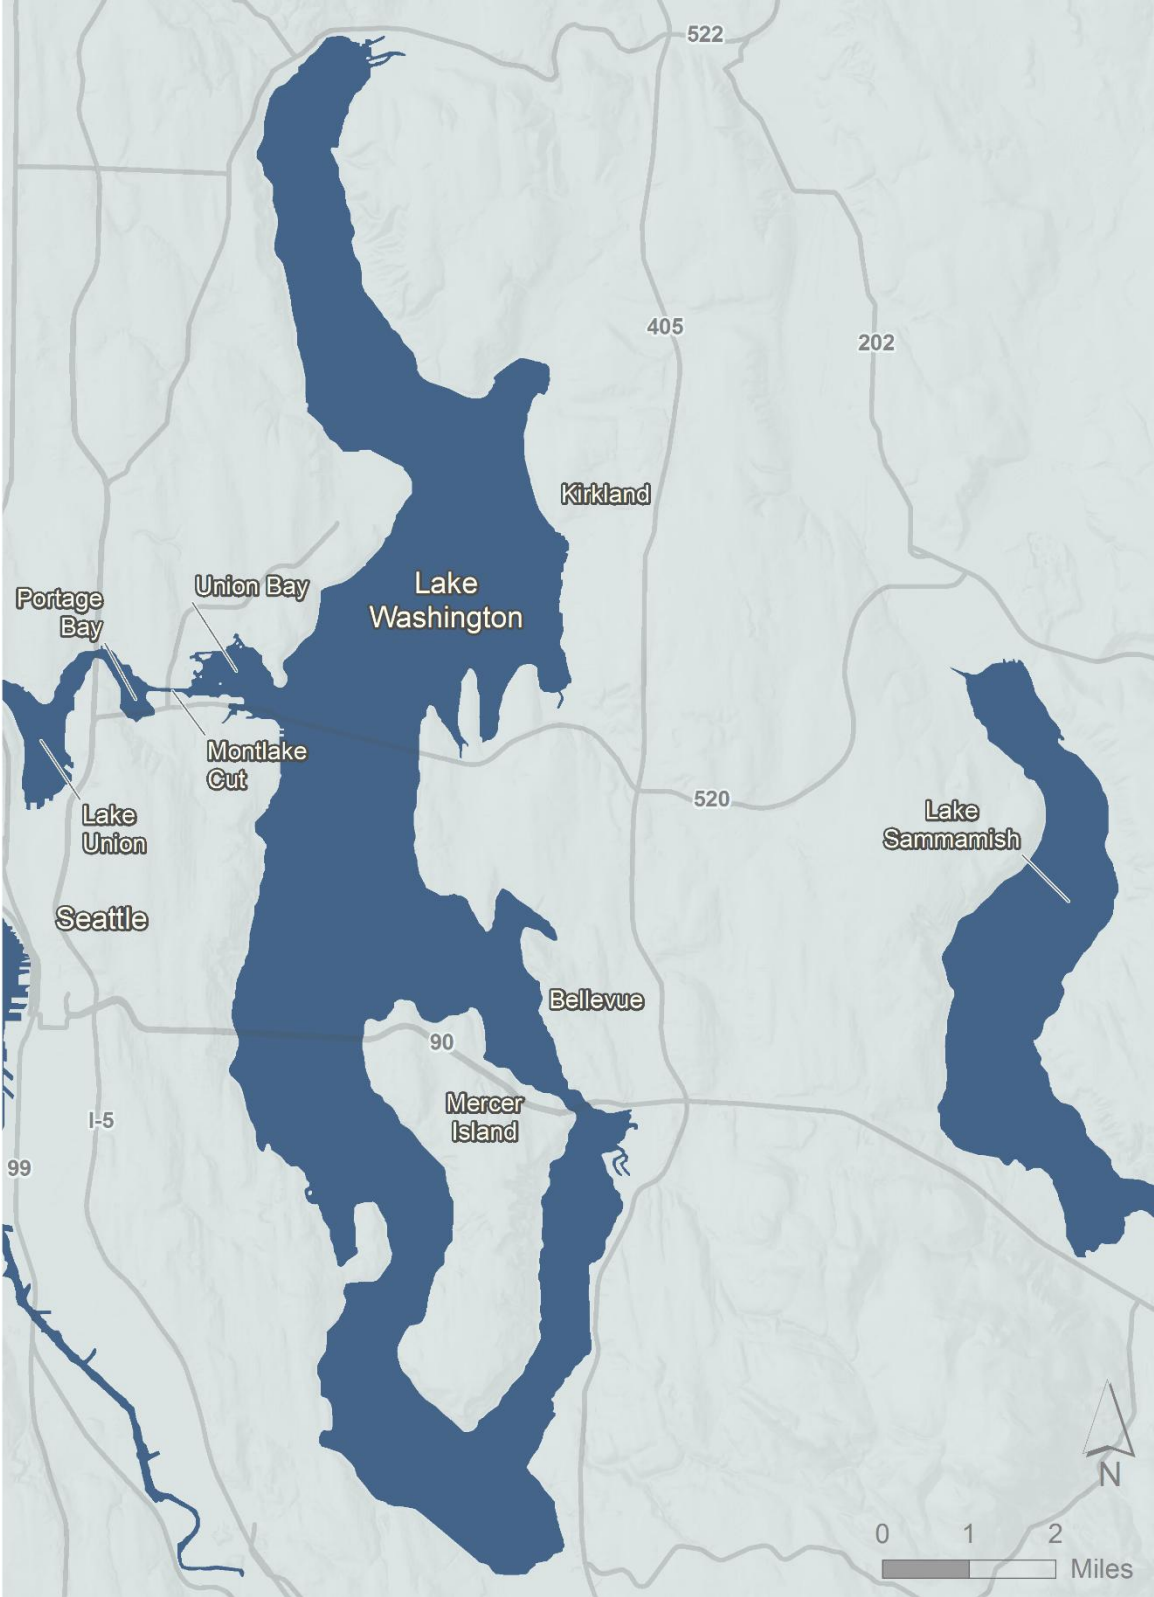 522
405
202
Kirkland
Union Bay
Portage
Bay
Lake
Washington
Montlake
Cut
Lake
Union
520
Lake
Sammamish
Seattle
Bellevue
90
Mercer
Island
I-5
99
N
0 1 2
Miles